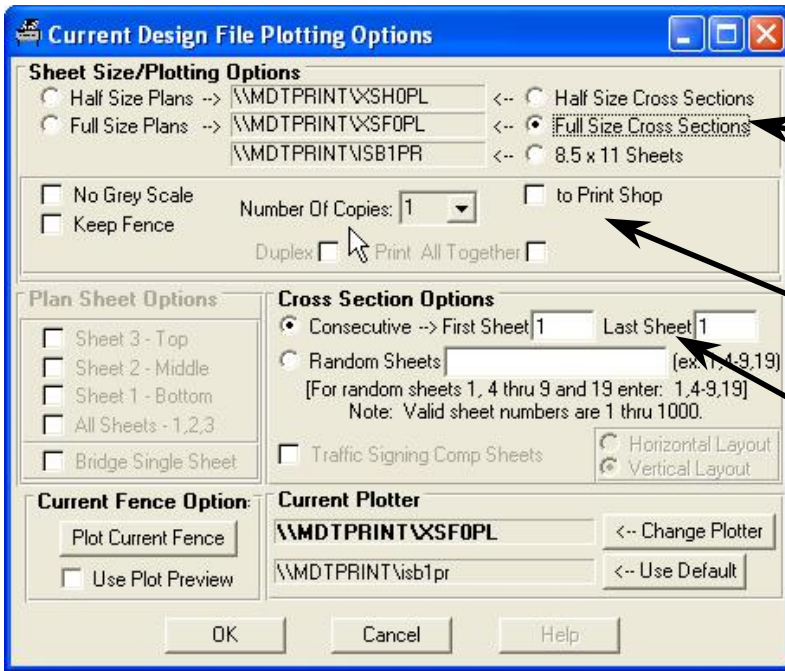 Current Design File Plotting Options
Sheet Size/Plotting Options
Half Size Plans --> \\MDTPRINT\XSH0PL <-- Half Size Cross Sections
Full Size Plans --> \\MDTPRINT\XSF0PL <-- Full Size Cross Sections
\\MDTPRINT\ISB1PR <-- 8.5 x 11 Sheets
No Grey Scale
Keep Fence
Number Of Copies: 1
to Print Shop
Duplex Print All Together
Plan Sheet Options
Sheet 3 - Top
Sheet 2 - Middle
Sheet 1 - Bottom
All Sheets - 1,2,3
Bridge Single Sheet
Cross Section Options
Consecutive --> First Sheet 1 Last Sheet 1
Random Sheets (ex. 1,4-9,19)
[For random sheets 1, 4 thru 9 and 19 enter: 1,4-9,19]
Note: Valid sheet numbers are 1 thru 1000.
Traffic Signing Comp Sheets
Horizontal Layout
Vertical Layout
Current Fence Option:
Plot Current Fence
Use Plot Preview
Current Plotter
\\MDTPRINT\XSF0PL <-- Change Plotter
\\MDTPRINT\isb1pr <-- Use Default
OK Cancel Help